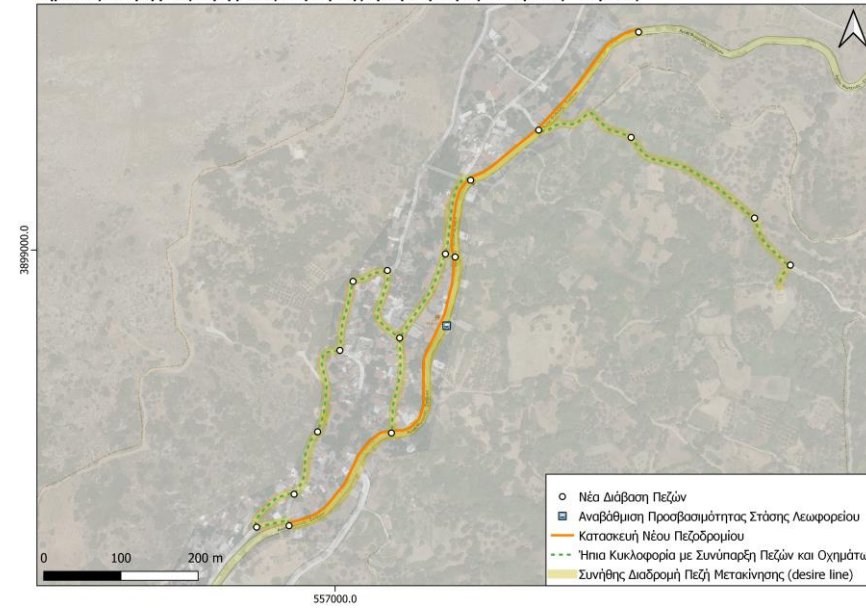 3899000.0
0 100 200 m
557000.0
Νέα Διάβαση Πεζών
Αναβάθμιση Προσβασιμότητας Στάσης Λεωφορείου
Κατασκευή Νέου Πεζοδρομίου
Ήπια Κυκλοφορία με Συνύπαρξη Πεζών και Οχημάτω
Συνήθης Διαδρομή Πεζή Μετακίνησης (desire line)